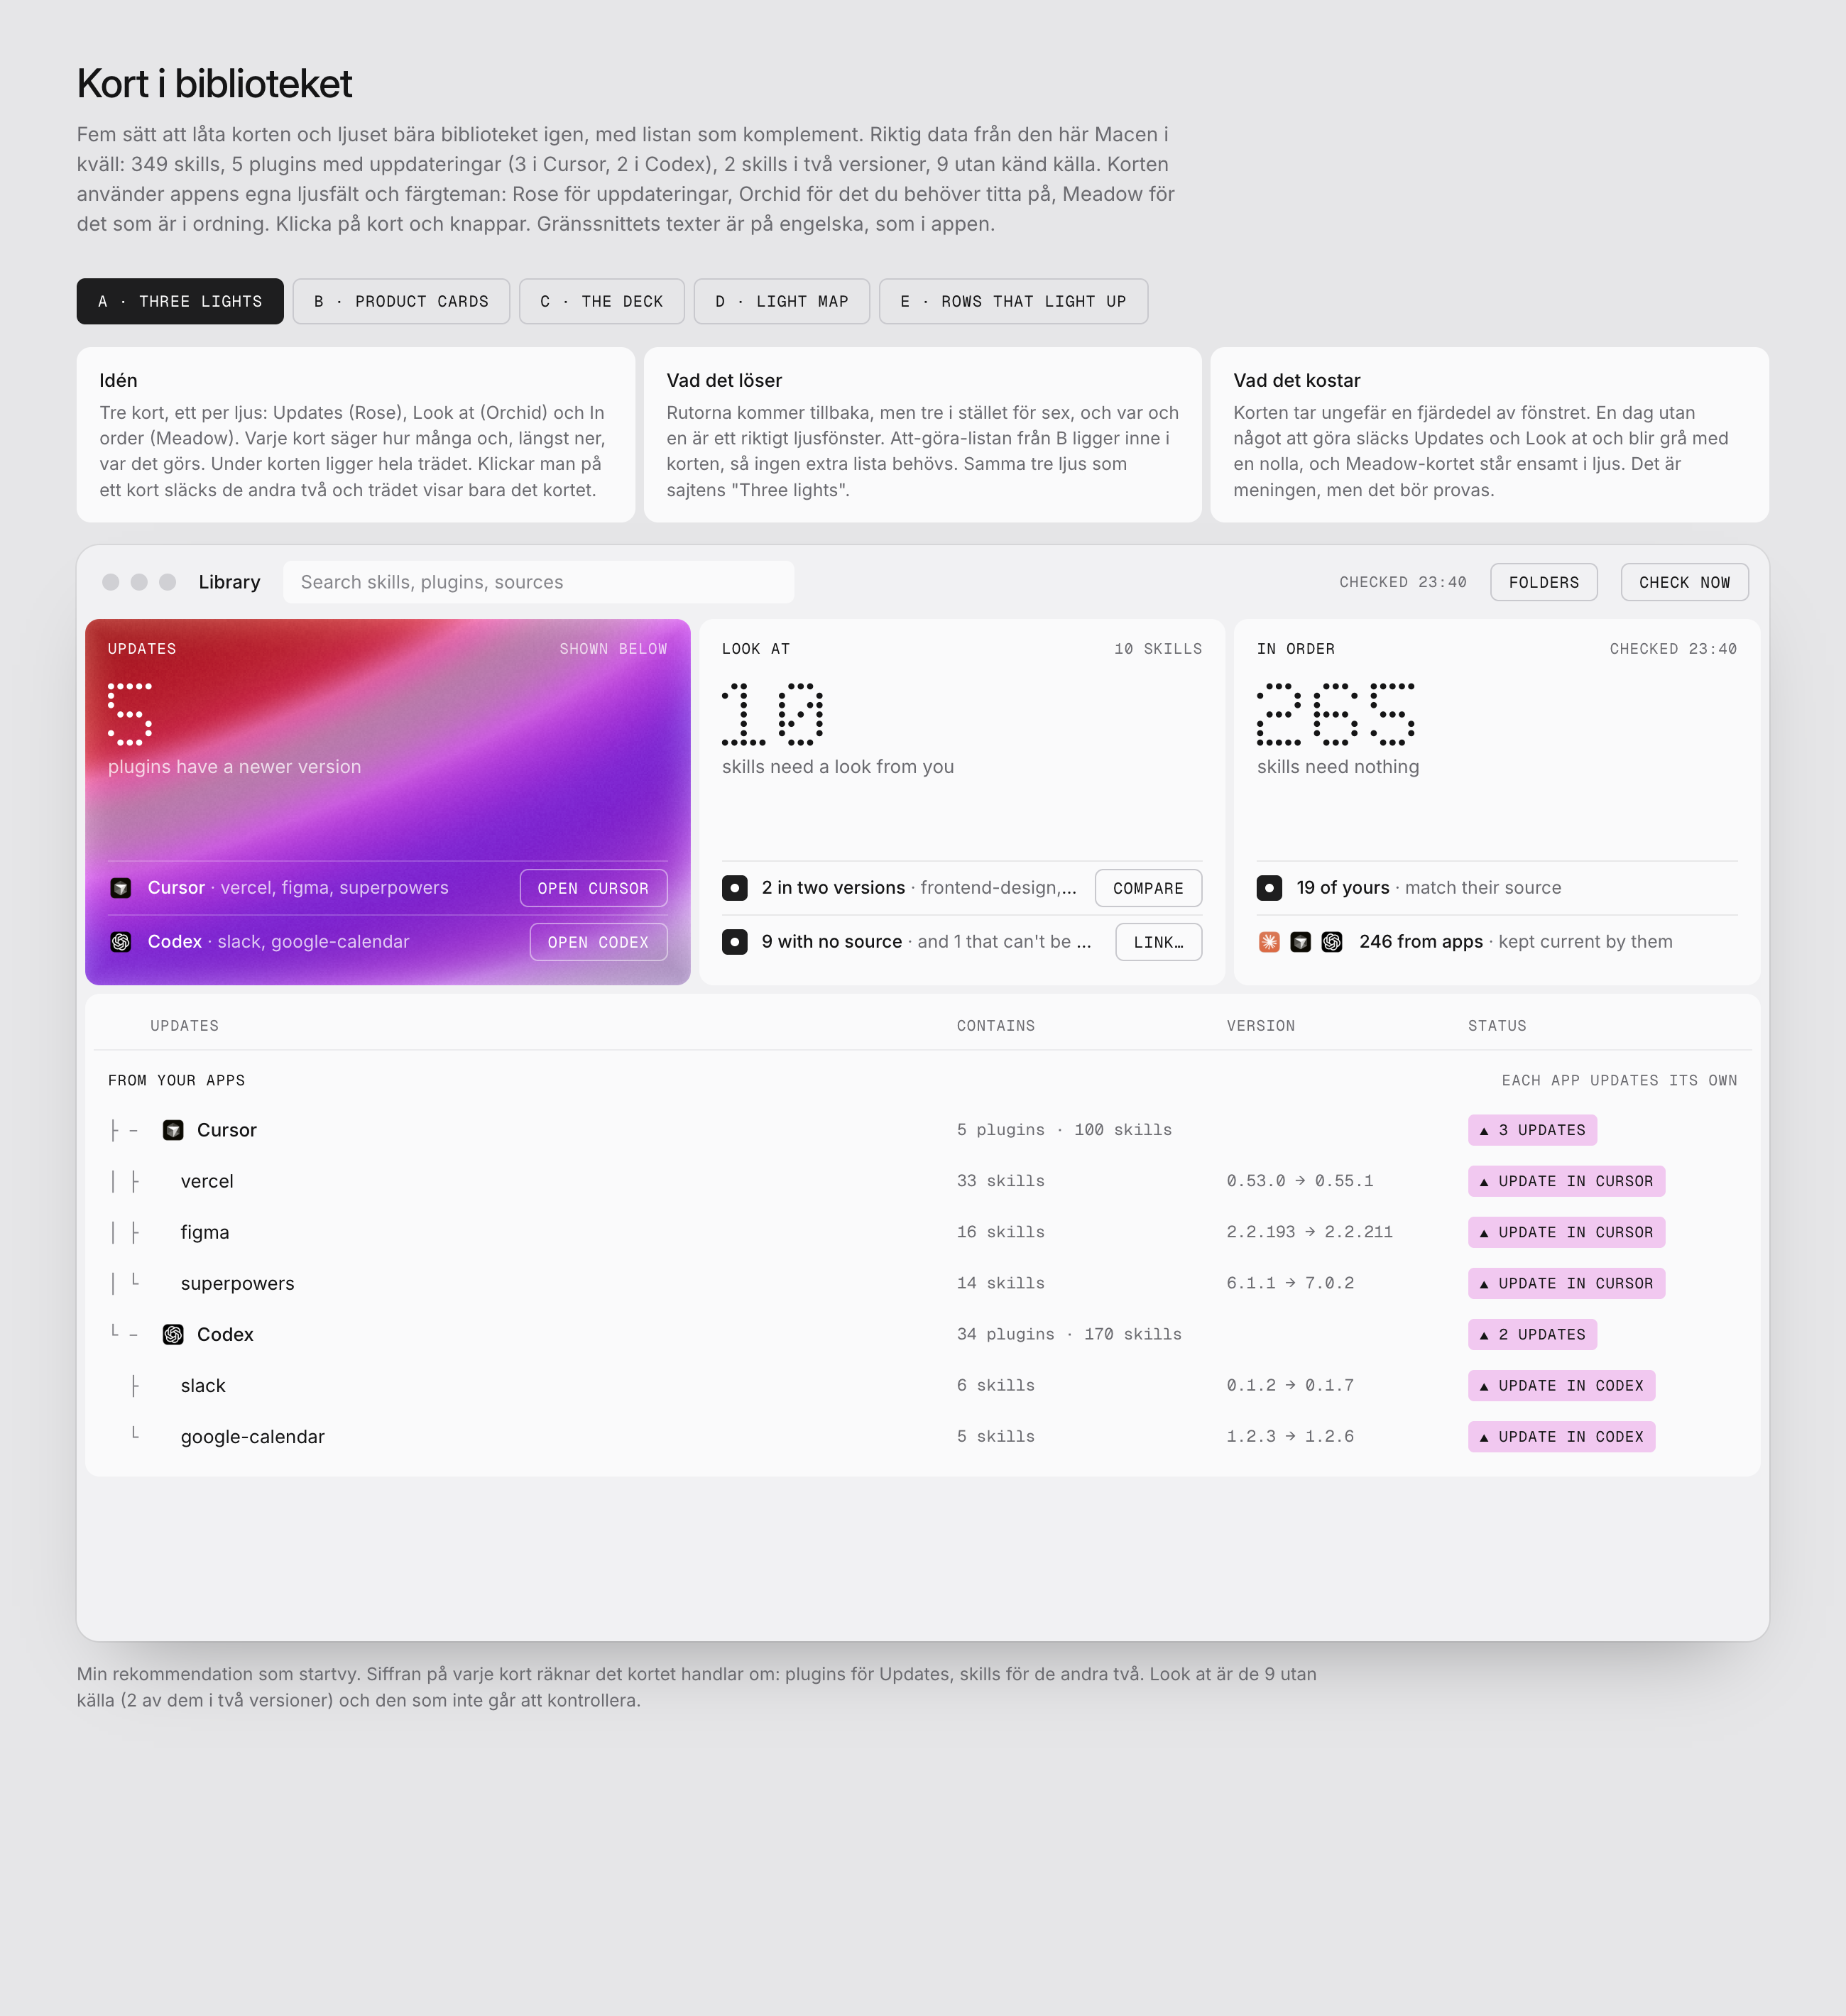 Kort i biblioteket
Fem sätt att låta korten och ljuset bära biblioteket igen, med listan som komplement. Riktig data från den här Macen i
kväll: 349 skills, 5 plugins med uppdateringar (3 i Cursor, 2 i Codex), 2 skills i två versioner, 9 utan känd källa. Korten
använder appens egna ljusfält och färgteman: Rose för uppdateringar, Orchid för det du behöver titta på, Meadow för
det som är i ordning. Klicka på kort och knappar. Gränssnittets texter är på engelska, som i appen.
A · THREE LIGHTS
B · PRODUCT CARDS
C · THE DECK
D · LIGHT MAP
E · ROWS THAT LIGHT UP
Idén
Tre kort, ett per ljus: Updates (Rose), Look at (Orchid) och In
order (Meadow). Varje kort säger hur många och, längst ner,
var det görs. Under korten ligger hela trädet. Klickar man på
ett kort släcks de andra två och trädet visar bara det kortet.
Vad det löser
Rutorna kommer tillbaka, men tre i stället för sex, och var och
en är ett riktigt ljusfönster. Att-göra-listan från B ligger inne i
korten, så ingen extra lista behövs. Samma tre ljus som
sajtens "Three lights".
Vad det kostar
Korten tar ungefär en fjärdedel av fönstret. En dag utan
något att göra släcks Updates och Look at och blir grå med
en nolla, och Meadow-kortet står ensamt i ljus. Det är
meningen, men det bör provas.
Library
Search skills, plugins, sources
CHECKED 23:40
FOLDERS
CHECK NOW
UPDATES
SHOWN BELOW
5
plugins have a newer version
Cursor · vercel, figma, superpowers
OPEN CURSOR
Codex · slack, google-calendar
OPEN CODEX
LOOK AT
10 SKILLS
10
skills need a look from you
2 in two versions · frontend-design,...
COMPARE
9 with no source · and 1 that can't be ...
LINK…
IN ORDER
CHECKED 23:40
265
skills need nothing
19 of yours · match their source
246 from apps · kept current by them
UPDATES CONTAINS VERSION STATUS
FROM YOUR APPS EACH APP UPDATES ITS OWN
Cursor 5 plugins · 100 skills ▲ 3 UPDATES
vercel 33 skills 0.53.0 → 0.55.1 ▲ UPDATE IN CURSOR
figma 16 skills 2.2.193 → 2.2.211 ▲ UPDATE IN CURSOR
superpowers 14 skills 6.1.1 → 7.0.2 ▲ UPDATE IN CURSOR
Codex 34 plugins · 170 skills ▲ 2 UPDATES
slack 6 skills 0.1.2 → 0.1.7 ▲ UPDATE IN CODEX
google-calendar 5 skills 1.2.3 → 1.2.6 ▲ UPDATE IN CODEX
Min rekommendation som startvy. Siffran på varje kort räknar det kortet handlar om: plugins för Updates, skills för de andra två. Look at är de 9 utan
källa (2 av dem i två versioner) och den som inte går att kontrollera.